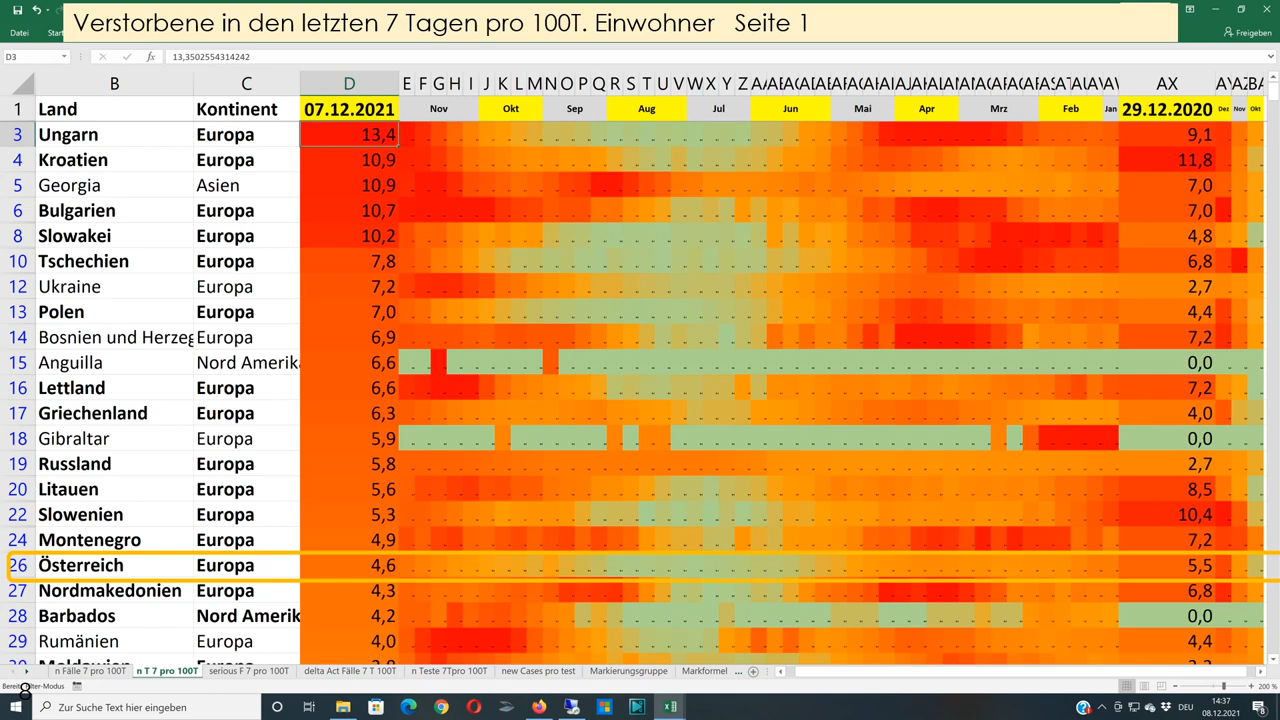 Verstorbene in den letzten 7 Tagen pro 100T. Einwohner Seite 1
Datei Start Freigeben
D3 fx 13,3502554314242
B C D E F G H I J K L M N O P Q R S T U V W X Y Z AX
1 Land Kontinent 07.12.2021 Nov Okt Sep Aug Jul Jun Mai Apr Mrz Feb Jan 29.12.2020 Dez Nov Okt
3 Ungarn Europa 13,4 9,1
4 Kroatien Europa 10,9 11,8
5 Georgia Asien 10,9 7,0
6 Bulgarien Europa 10,7 7,0
8 Slowakei Europa 10,2 4,8
10 Tschechien Europa 7,8 6,8
12 Ukraine Europa 7,2 2,7
13 Polen Europa 7,0 4,4
14 Bosnien und Herzeg Europa 6,9 7,2
15 Anguilla Nord Amerika 6,6 0,0
16 Lettland Europa 6,6 7,2
17 Griechenland Europa 6,3 4,0
18 Gibraltar Europa 5,9 0,0
19 Russland Europa 5,8 2,7
20 Litauen Europa 5,6 8,5
22 Slowenien Europa 5,3 10,4
24 Montenegro Europa 4,9 7,2
26 Österreich Europa 4,6 5,5
27 Nordmakedonien Europa 4,3 6,8
28 Barbados Nord Amerik 4,2 0,0
29 Rumänien Europa 4,0 4,4
n Fälle 7 pro 100T n T 7 pro 100T serious F 7 pro 100T delta Act Fälle 7 T 100T n Teste 7Tpro 100T new Cases pro test Markierungsgruppe Markformel ...
8 200 %
Zur Suche Text hier eingeben DEU 14:37
08.12.2021